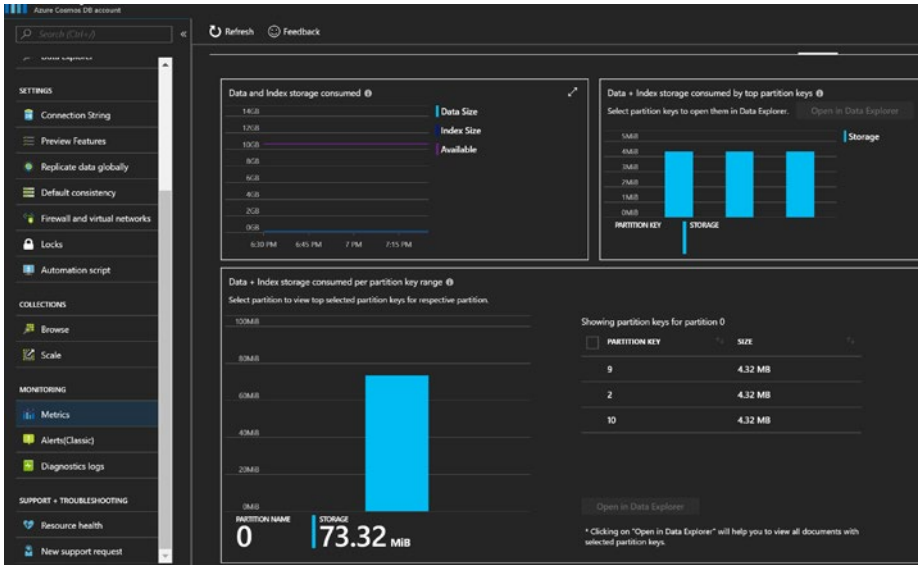 Azure Cosmos DB account
Search (Ctrl+/)
«
Refresh
Feedback
Data Explorer
SETTINGS
Connection String
Preview Features
Replicate data globally
Default consistency
Firewall and virtual networks
Locks
Automation script
COLLECTIONS
Browse
Scale
MONITORING
Metrics
Alerts(Classic)
Diagnostics logs
SUPPORT + TROUBLESHOOTING
Resource health
New support request
Data and Index storage consumed
14GB
12GB
10GB
8GB
6GB
4GB
2GB
0GB
6:30 PM 6:45 PM 7 PM 7:15 PM
Data Size
Index Size
Available
Data + Index storage consumed by top partition keys
Select partition keys to open them in Data Explorer.
Open in Data Explorer
5MiB
4MiB
3MiB
2MiB
1MiB
0MiB
Storage
PARTITION KEY STORAGE
Data + Index storage consumed per partition key range
Select partition to view top selected partition keys for respective partition.
100MiB
80MiB
60MiB
40MiB
20MiB
0MiB
PARTITION NAME STORAGE
0 73.32 MiB
Showing partition keys for partition 0
PARTITION KEY SIZE
9 4.32 MB
2 4.32 MB
10 4.32 MB
Open in Data Explorer
* Clicking on "Open in Data Explorer" will help you to view all documents with
selected partition keys.